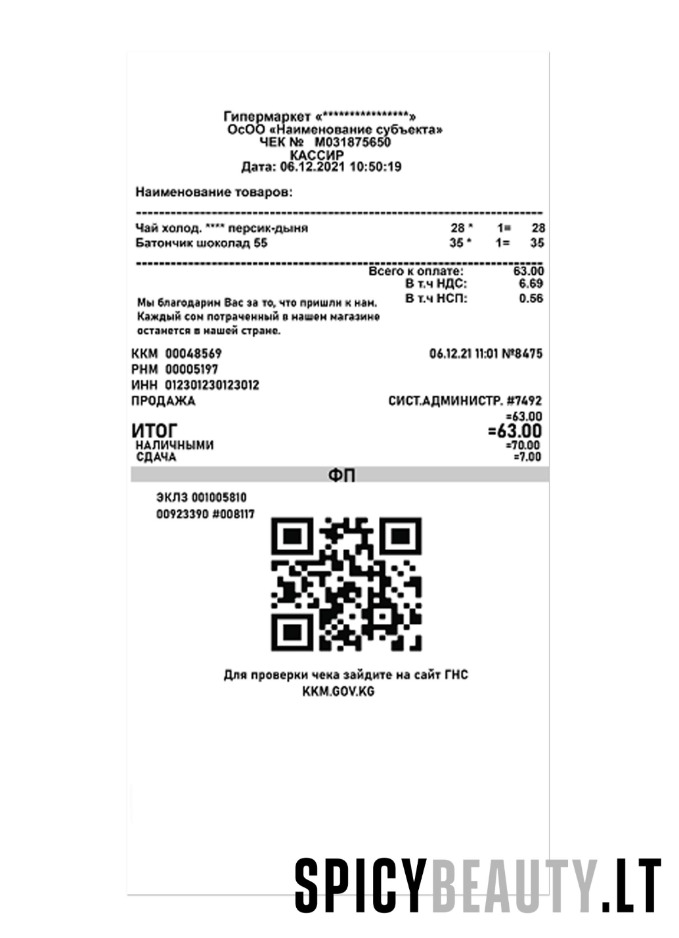 Гипермаркет «****************»
ОсОО «Наименование субъекта»
ЧЕК № М031875650
КАССИР
Дата: 06.12.2021 10:50:19
Наименование товаров:
Чай холод. **** персик-дыня 28 * 1= 28
Батончик шоколад 55 35 * 1= 35
Всего к оплате: 63.00
В т.ч НДС: 6.69
В т.ч НСП: 0.56
Мы благодарим Вас за то, что пришли к нам.
Каждый сом потраченный в нашем магазине
останется в нашей стране.
ККМ 00048569 06.12.21 11:01 №8475
РНМ 00005197
ИНН 012301230123012
ПРОДАЖА СИСТ.АДМИНИСТР. #7492
=63.00
ИТОГ =63.00
НАЛИЧНЫМИ =70.00
СДАЧА =7.00
ФП
ЭКЛЗ 001005810
00923390 #008117
Для проверки чека зайдите на сайт ГНС
KKM.GOV.KG
SPICYBEAUTY.LT